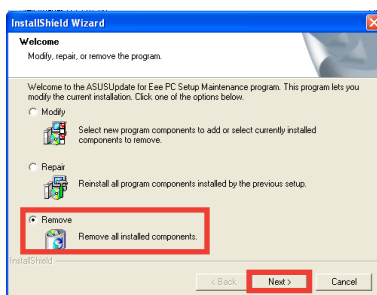 InstallShield Wizard
Welcome
Modify, repair, or remove the program.
Welcome to the ASUSUpdate for Eee PC Setup Maintenance program. This program lets you
modify the current installation. Click one of the options below.
Modify
Select new program components to add or select currently installed
components to remove.
Repair
Reinstall all program components installed by the previous setup.
Remove
Remove all installed components.
InstallShield
< Back
Next >
Cancel